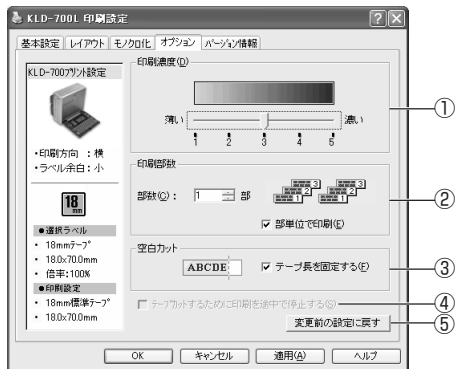 KLD-700L 印刷設定
基本設定 レイアウト モノクロ化 オプション バージョン情報
KLD-700プリント設定
・印刷方向 ：横
・ラベル余白：小
18
mm
●選択ラベル
・ 18mmテープ
・ 18.0x70.0mm
・ 倍率:100%
●印刷設定
・ 18mm標準テープ
・ 18.0x70.0mm
印刷濃度(D)
薄い 濃い
1 2 3 4 5
①
印刷部数
部数(C)： 1 部
1 2 3 1 2 3
部単位で印刷(E)
②
空白カット
ABCDE
テープ長を固定する(F)
③
テープカットするために印刷を途中で停止する(S)
④
変更前の設定に戻す
⑤
OK キャンセル 適用(A) ヘルプ